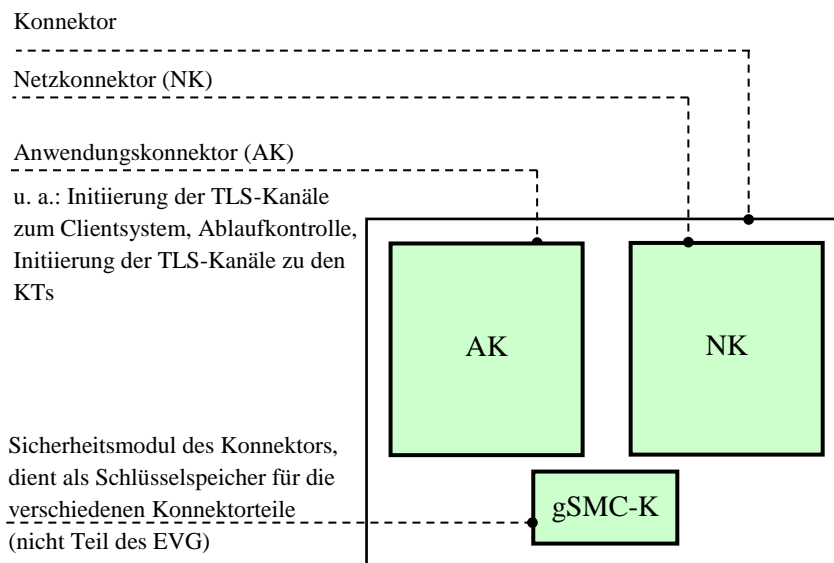 Konnektor
Netzkonnektor (NK)
Anwendungskonnektor (AK)
u. a.: Initiierung der TLS-Kanäle
zum Clientsystem, Ablaufkontrolle,
Initiierung der TLS-Kanäle zu den
KTs
AK
NK
Sicherheitsmodul des Konnektors,
dient als Schlüsselspeicher für die
verschiedenen Konnektorteile
(nicht Teil des EVG)
gSMC-K